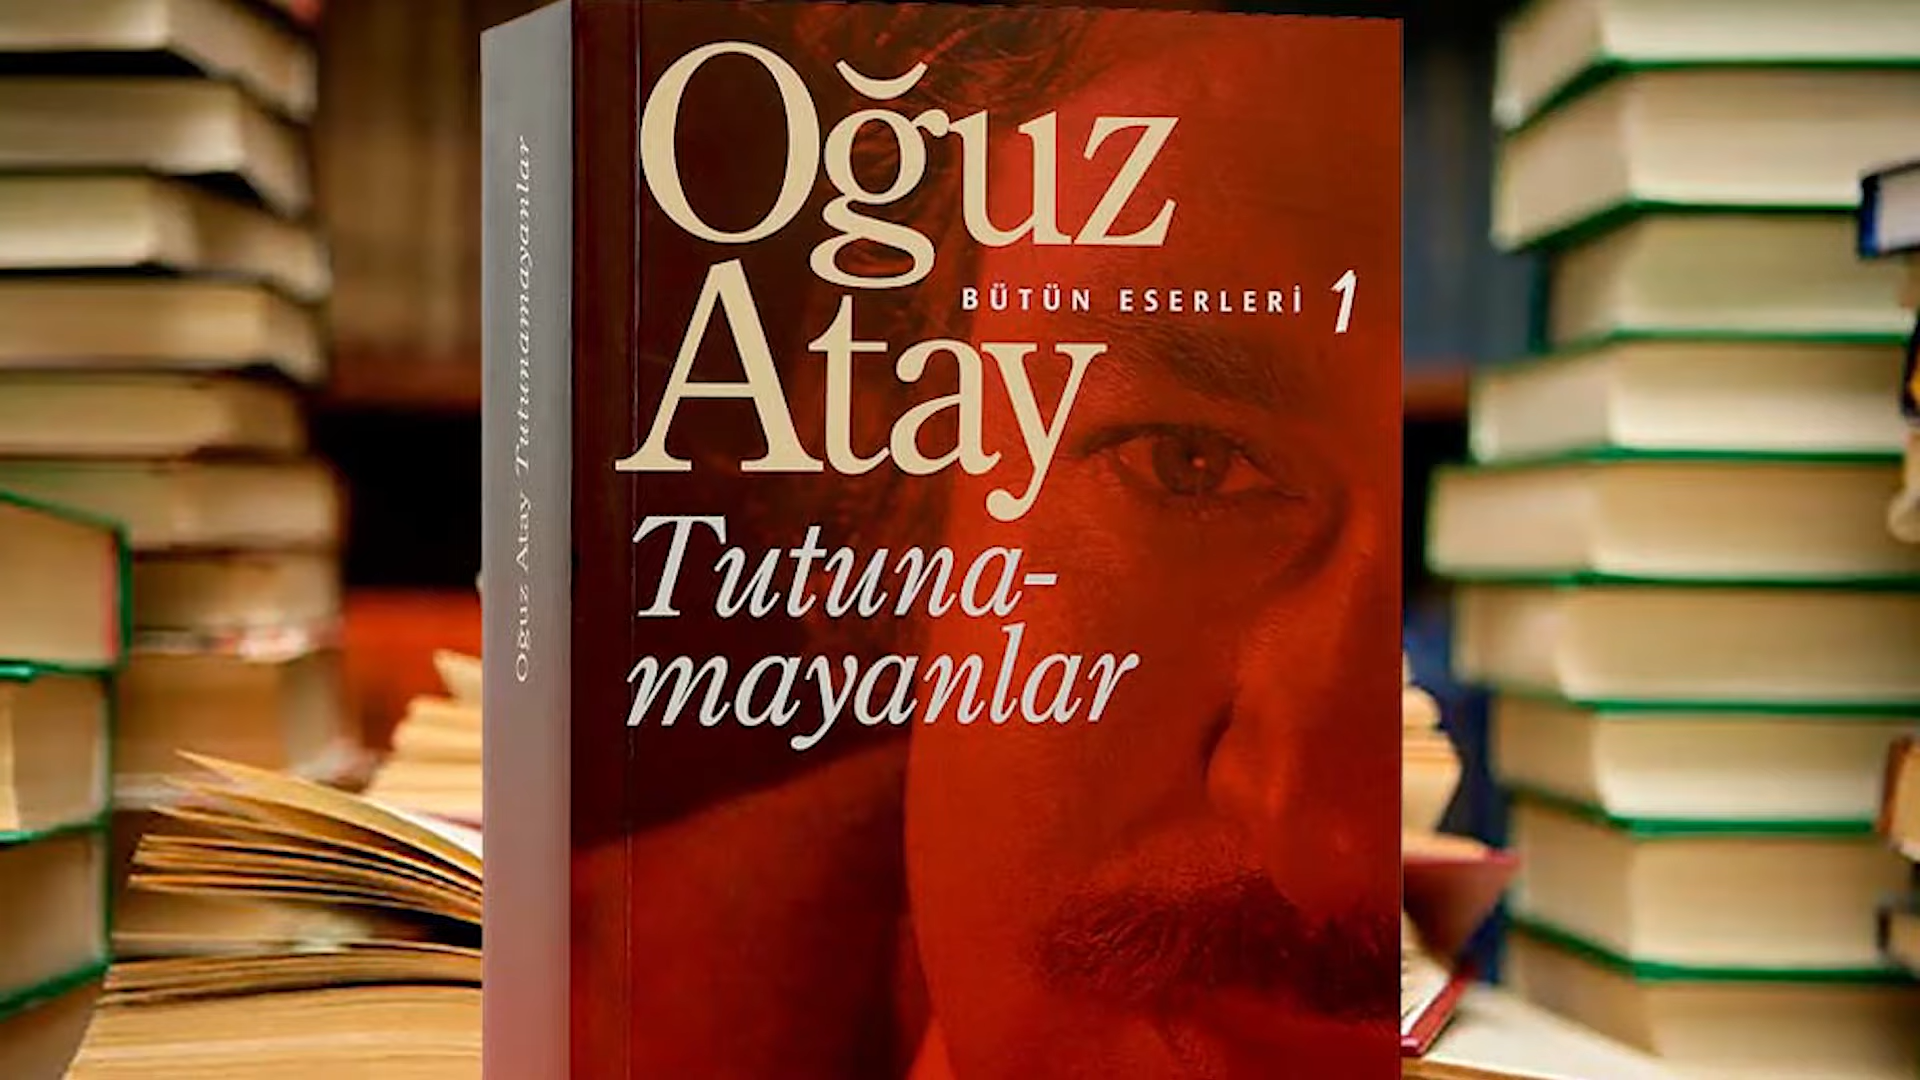 Oğuz
Atay
BÜTÜN ESERLERİ 1
Tutuna-
mayanlar
Oğuz Atay Tutunamayanlar